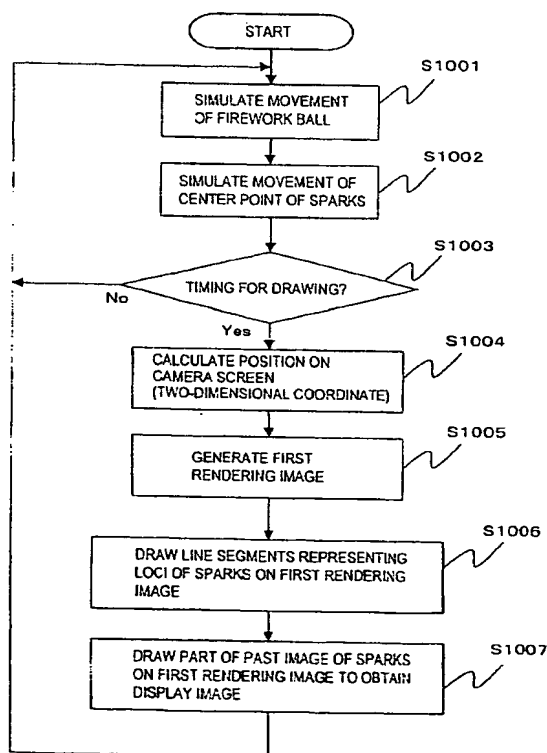 START
S1001
SIMULATE MOVEMENT
OF FIREWORK BALL
S1002
SIMULATE MOVEMENT OF
CENTER POINT OF SPARKS
S1003
TIMING FOR DRAWING?
No
Yes
S1004
CALCULATE POSITION ON
CAMERA SCREEN
(TWO-DIMENSIONAL COORDINATE)
S1005
GENERATE FIRST
RENDERING IMAGE
S1006
DRAW LINE SEGMENTS REPRESENTING
LOCI OF SPARKS ON FIRST RENDERING
IMAGE
S1007
DRAW PART OF PAST IMAGE OF SPARKS
ON FIRST RENDERING IMAGE TO OBTAIN
DISPLAY IMAGE